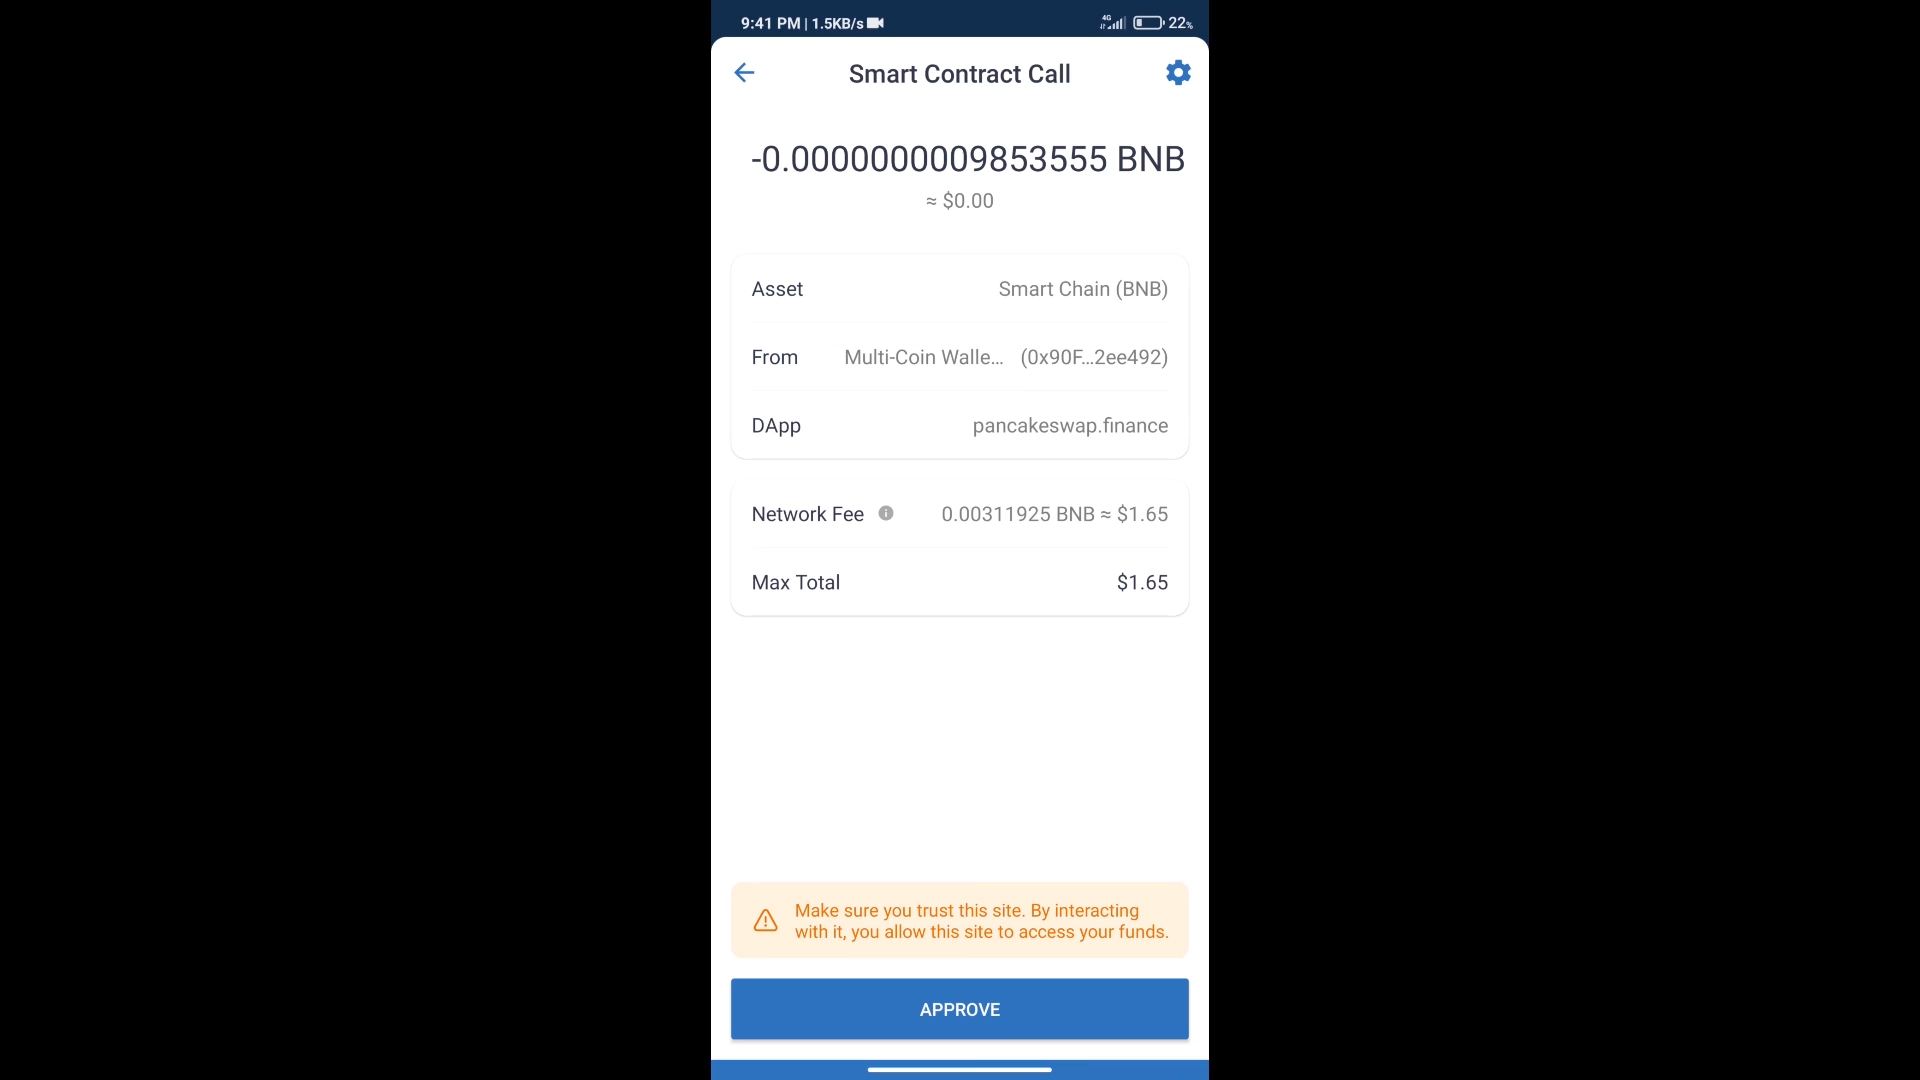 9:41 PM | 1.5KB/s 4G 22%
Smart Contract Call
-0.0000000009853555 BNB
≈ $0.00
Asset Smart Chain (BNB)
From Multi-Coin Walle... (0x90F...2ee492)
DApp pancakeswap.finance
Network Fee 0.00311925 BNB ≈ $1.65
Max Total $1.65
Make sure you trust this site. By interacting
with it, you allow this site to access your funds.
APPROVE